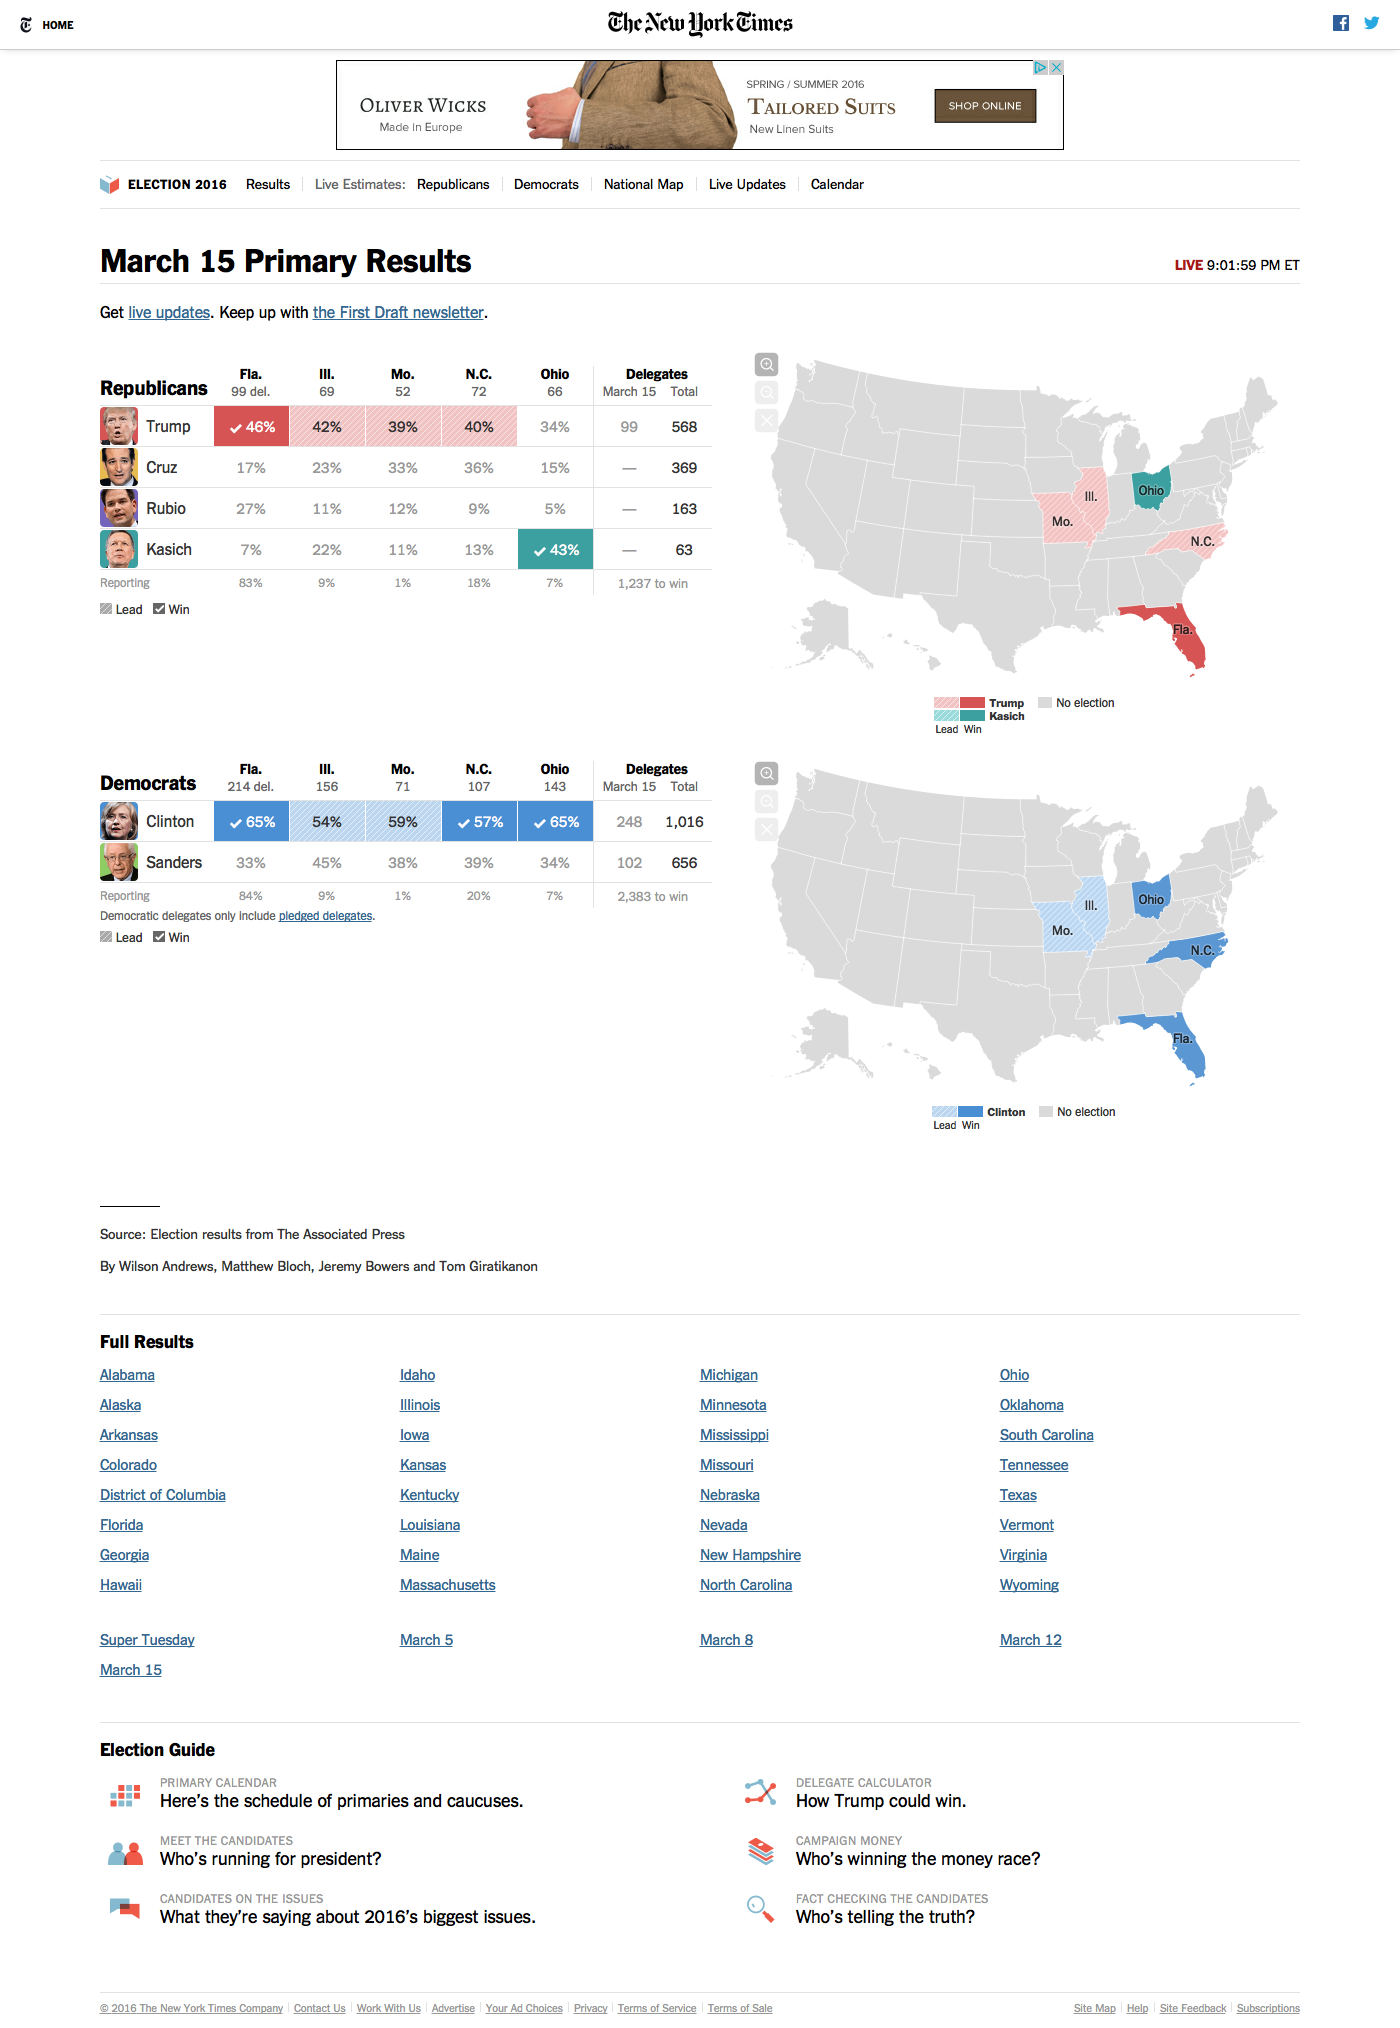 HOME
The New York Times
OLIVER WICKS
Made in Europe
SPRING / SUMMER 2016
TAILORED SUITS
New Linen Suits
SHOP ONLINE
ELECTION 2016 Results Live Estimates: Republicans Democrats National Map Live Updates Calendar
March 15 Primary Results
LIVE 9:01:59 PM ET
Get live updates. Keep up with the First Draft newsletter.
Fla. Ill. Mo. N.C. Ohio Delegates
Republicans 99 del. 69 52 72 66 March 15 Total
Trump 46% 42% 39% 40% 34% 99 568
Cruz 17% 23% 33% 36% 15% — 369
Rubio 27% 11% 12% 9% 5% — 163
Kasich 7% 22% 11% 13% 43% — 63
Reporting 83% 9% 1% 18% 7% 1,237 to win
Lead Win
Ohio
Ill.
Mo.
N.C.
Fla.
Trump No election
Kasich
Lead Win
Fla. Ill. Mo. N.C. Ohio Delegates
Democrats 214 del. 156 71 107 143 March 15 Total
Clinton 65% 54% 59% 57% 65% 248 1,016
Sanders 33% 45% 38% 39% 34% 102 656
Reporting 84% 9% 1% 20% 7% 2,383 to win
Democratic delegates only include pledged delegates.
Lead Win
Ohio
Ill.
Mo.
N.C.
Fla.
Clinton No election
Lead Win
Source: Election results from The Associated Press
By Wilson Andrews, Matthew Bloch, Jeremy Bowers and Tom Giratikanon
Full Results
Alabama Idaho Michigan Ohio
Alaska Illinois Minnesota Oklahoma
Arkansas Iowa Mississippi South Carolina
Colorado Kansas Missouri Tennessee
District of Columbia Kentucky Nebraska Texas
Florida Louisiana Nevada Vermont
Georgia Maine New Hampshire Virginia
Hawaii Massachusetts North Carolina Wyoming
Super Tuesday March 5 March 8 March 12
March 15
Election Guide
PRIMARY CALENDAR
Here's the schedule of primaries and caucuses.
DELEGATE CALCULATOR
How Trump could win.
MEET THE CANDIDATES
Who's running for president?
CAMPAIGN MONEY
Who's winning the money race?
CANDIDATES ON THE ISSUES
What they're saying about 2016's biggest issues.
FACT CHECKING THE CANDIDATES
Who's telling the truth?
© 2016 The New York Times Company Contact Us Work With Us Advertise Your Ad Choices Privacy Terms of Service Terms of Sale Site Map Help Site Feedback Subscriptions